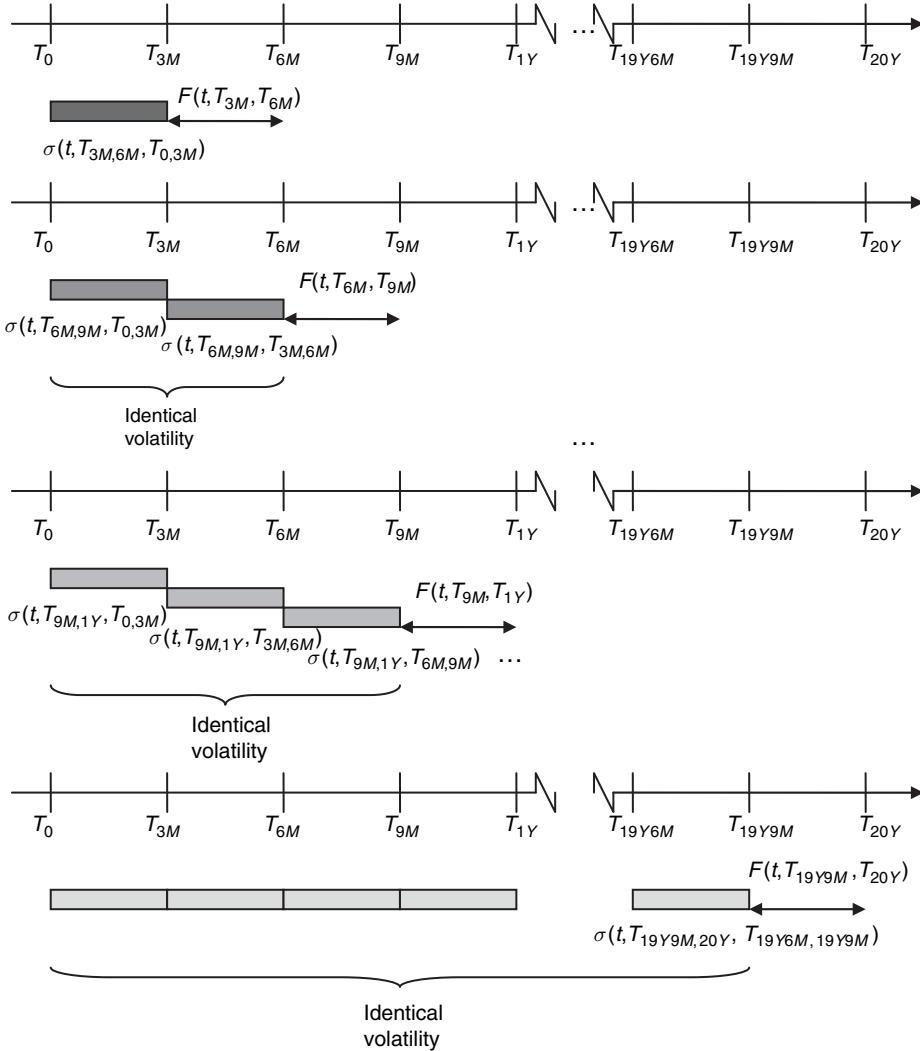 ...
T0 T3M T6M T9M T1Y T19Y6M T19Y9M T20Y
F(t,T3M,T6M)
σ(t,T3M,6M,T0,3M)
...
T0 T3M T6M T9M T1Y T19Y6M T19Y9M T20Y
F(t,T6M,T9M)
σ(t,T6M,9M,T0,3M)
σ(t,T6M,9M,T3M,6M)
Identical
volatility
...
...
T0 T3M T6M T9M T1Y T19Y6M T19Y9M T20Y
F(t,T9M,T1Y)
σ(t,T9M,1Y,T0,3M)
σ(t,T9M,1Y,T3M,6M)
σ(t,T9M,1Y,T6M,9M) ...
Identical
volatility
T0 T3M T6M T9M T1Y T19Y6M T19Y9M T20Y
F(t,T19Y9M,T20Y)
σ(t,T19Y9M,20Y, T19Y6M,19Y9M)
Identical
volatility